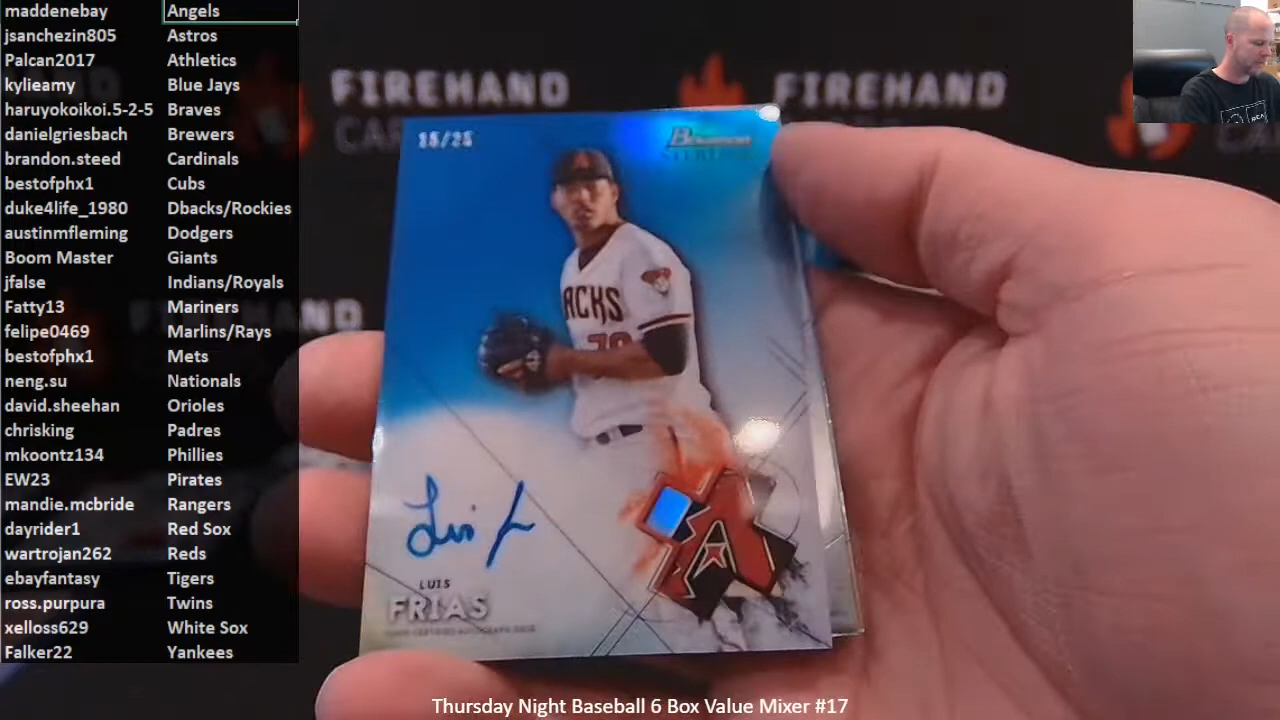 maddenebay Angels
jsanchezin805 Astros
Palcan2017 Athletics
kylieamy Blue Jays
haruyokoikoi.5-2-5 Braves
danielgriesbach Brewers
brandon.steed Cardinals
bestofphx1 Cubs
duke4life_1980 Dbacks/Rockies
austinmfleming Dodgers
Boom Master Giants
jfalse Indians/Royals
Fatty13 Mariners
felipe0469 Marlins/Rays
bestofphx1 Mets
neng.su Nationals
david.sheehan Orioles
chrisking Padres
mkoontz134 Phillies
EW23 Pirates
mandie.mcbride Rangers
dayrider1 Red Sox
wartrojan262 Reds
ebayfantasy Tigers
ross.purpura Twins
xelloss629 White Sox
Falker22 Yankees
FIREHAND
FIREHAND
Bowman
STERLING
ACKS
LUIS
FRIAS
Thursday Night Baseball 6 Box Value Mixer #17